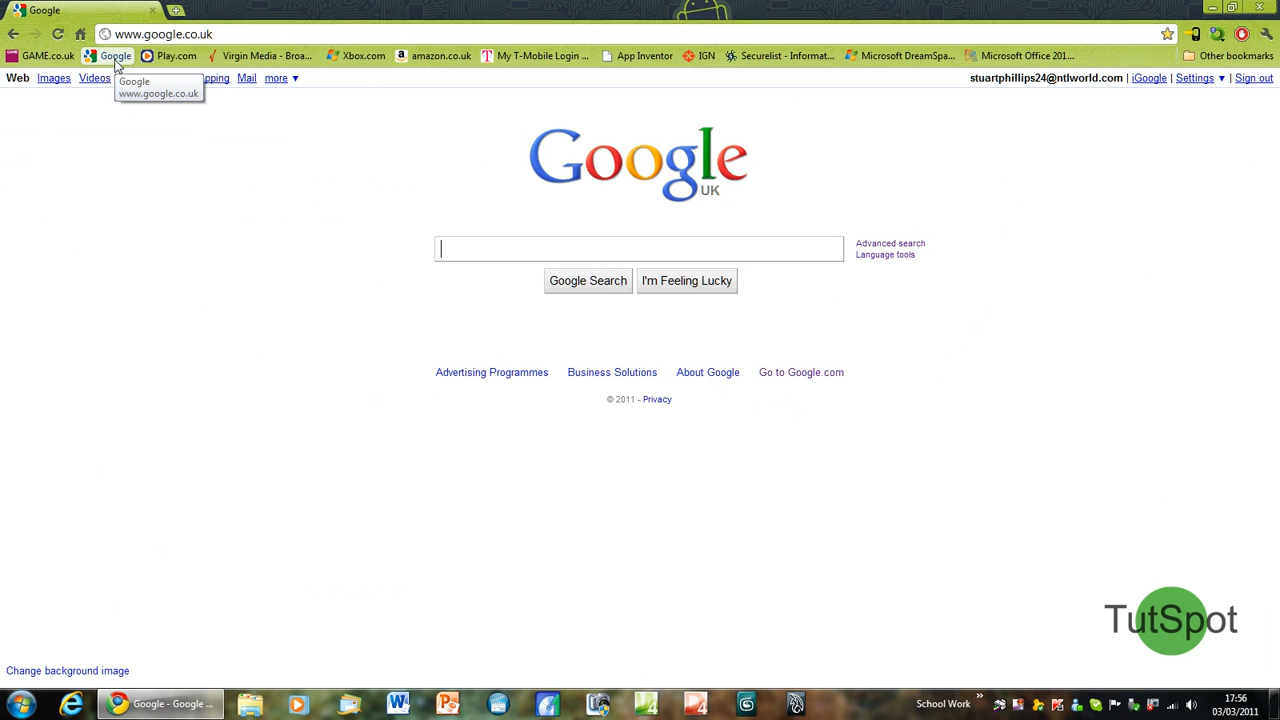 Google
www.google.co.uk
GAME.co.uk Google Play.com Virgin Media - Broa... Xbox.com amazon.co.uk My T-Mobile Login ... App Inventor IGN Securelist - Informat... Microsoft DreamSpa... Microsoft Office 201... Other bookmarks
Web Images Videos Mail more ▼ stuartphillips24@ntlworld.com | iGoogle | Settings ▼ | Sign out
Google
www.google.co.uk
Google
UK
Advanced search
Language tools
Google Search I'm Feeling Lucky
Advertising Programmes Business Solutions About Google Go to Google.com
© 2011 - Privacy
TutSpot
Change background image
Google - Google ... School Work » 17:56
03/03/2011